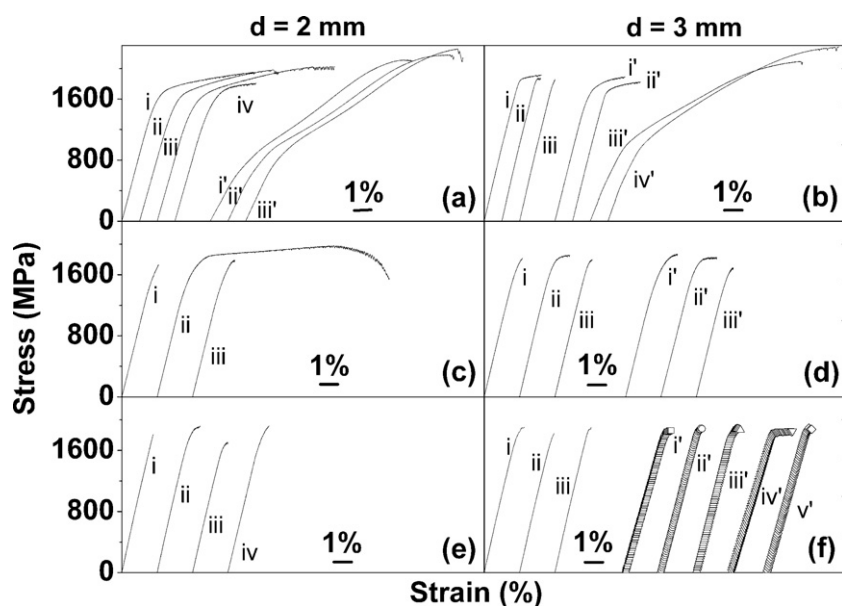 d = 2 mm
d = 3 mm
Stress (MPa)
1600
800
0
i
ii
iii
iv
i'
ii'
iii'
1%
(a)
i
ii
iii
i'
ii'
iii'
iv'
1%
(b)
1600
800
0
i
ii
iii
1%
(c)
i
ii
iii
i'
ii'
iii'
1%
(d)
1600
800
0
i
ii
iii
iv
1%
(e)
i
ii
iii
i'
ii'
iii'
iv'
v'
1%
(f)
Strain (%)